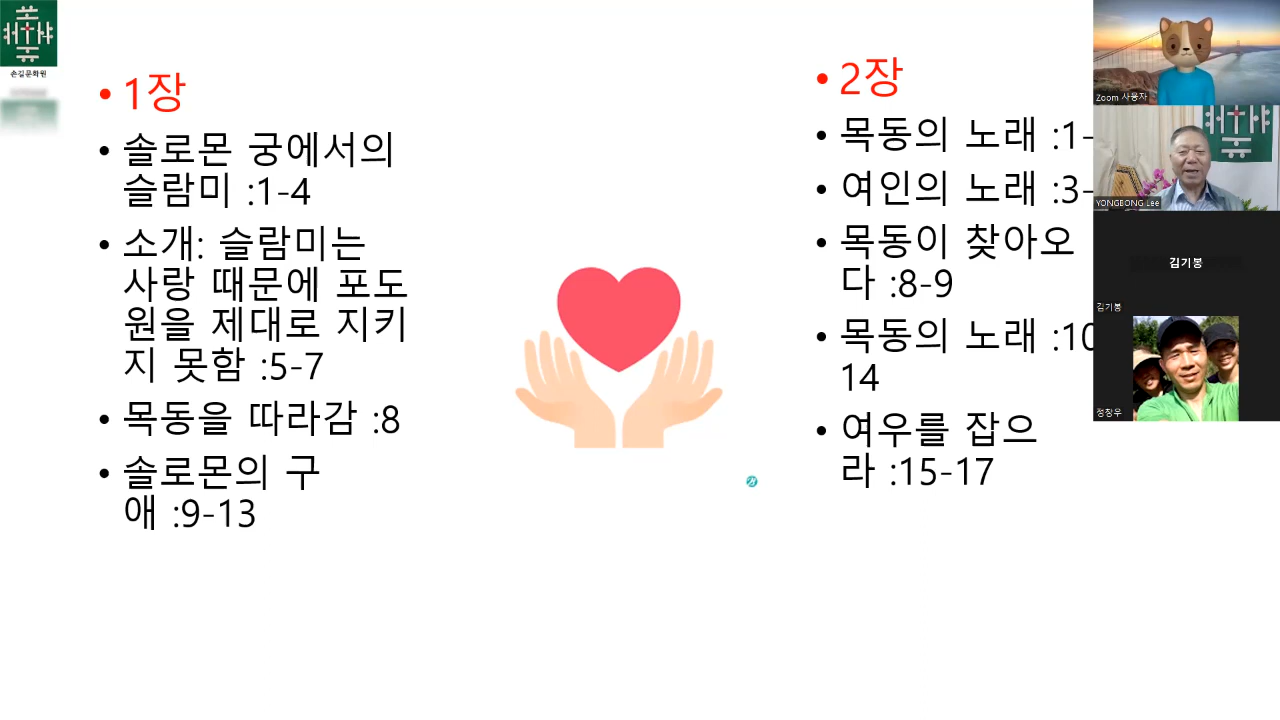 손길문화원
• 1장
• 솔로몬 궁에서의
슬람미 :1-4
• 소개: 슬람미는
사랑 때문에 포도
원을 제대로 지키
지 못함 :5-7
• 목동을 따라감 :8
• 솔로몬의 구
애 :9-13
• 2장
• 목동의 노래 :1-
• 여인의 노래 :3-
• 목동이 찾아오
다 :8-9
• 목동의 노래 :10
14
• 여우를 잡으
라 :15-17
Zoom 사용자
YONGBONG Lee
김기봉
김기봉
정창우